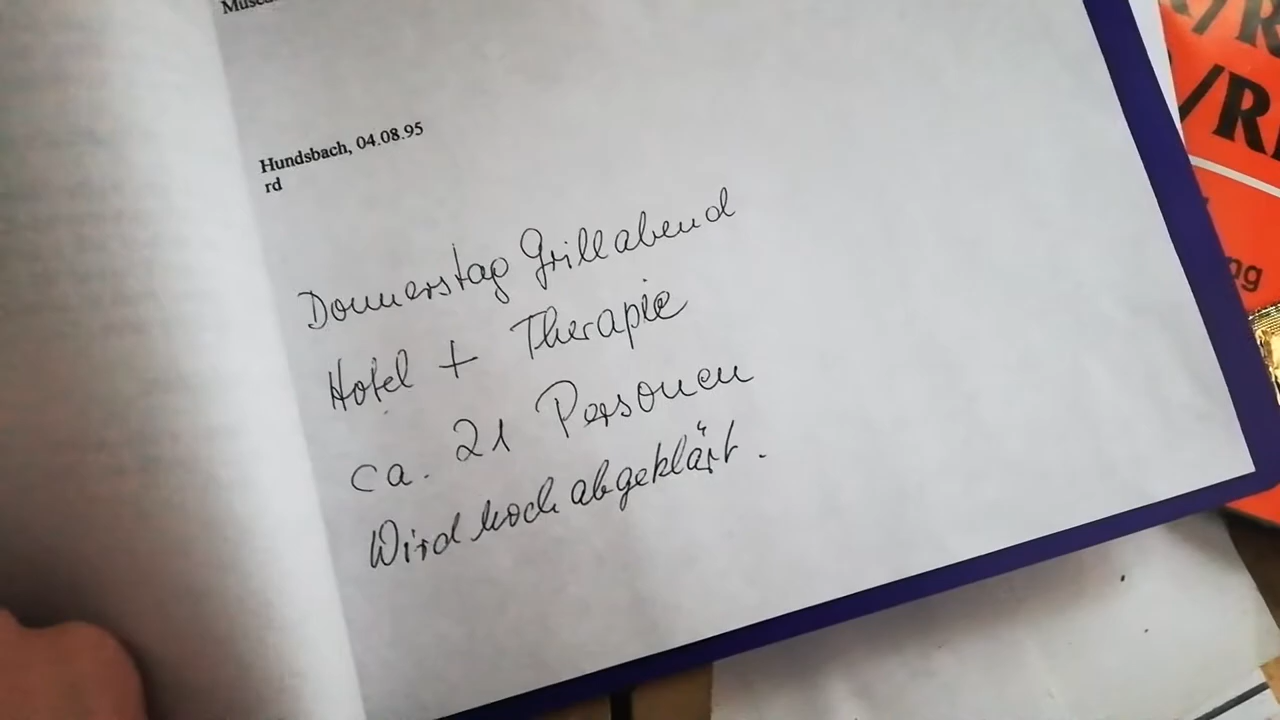 Hundsbach, 04.08.95
rd
Donnerstag Grillabend
Hotel + Therapie
ca. 21 Personen
Wird noch abgeklärt.